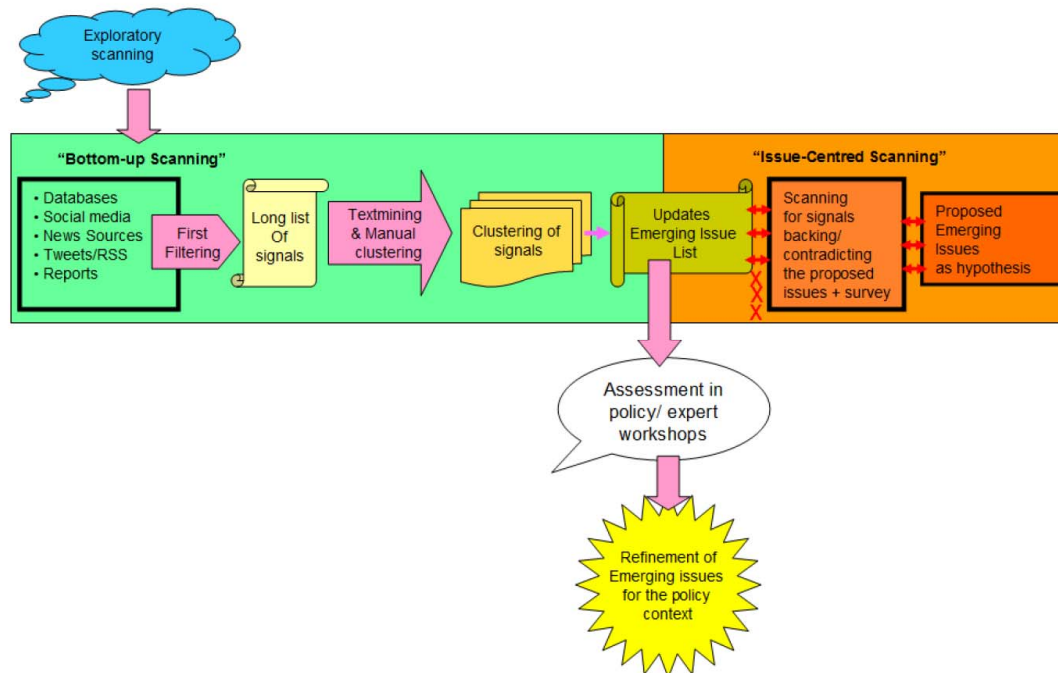 Exploratory
scanning
“Bottom-up Scanning”
• Databases
• Social media
• News Sources
• Tweets/RSS
• Reports
First
Filtering
Long list
Of
signals
Textmining
& Manual
clustering
Clustering of
signals
Updates
Emerging Issue
List
“Issue-Centred Scanning”
Scanning
for signals
backing/
contradicting
the proposed
issues + survey
Proposed
Emerging
Issues
as hypothesis
X
X
X
Assessment in
policy/ expert
workshops
Refinement of
Emerging issues
for the policy
context